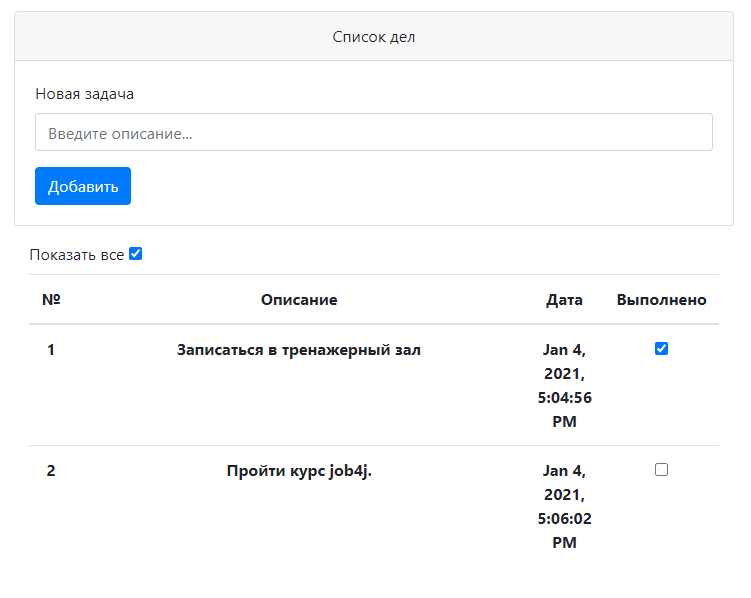 Список дел
Новая задача
Введите описание...
Добавить
Показать все
№ Описание Дата Выполнено
1 Записаться в тренажерный зал Jan 4,
2021,
5:04:56
PM
2 Пройти курс job4j. Jan 4,
2021,
5:06:02
PM